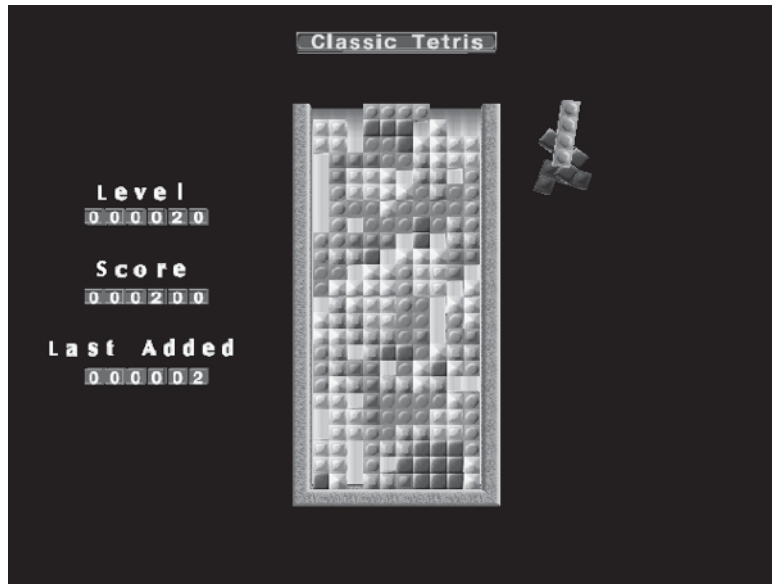 Classic Tetris
Level
000020
Score
000200
Last Added
000002